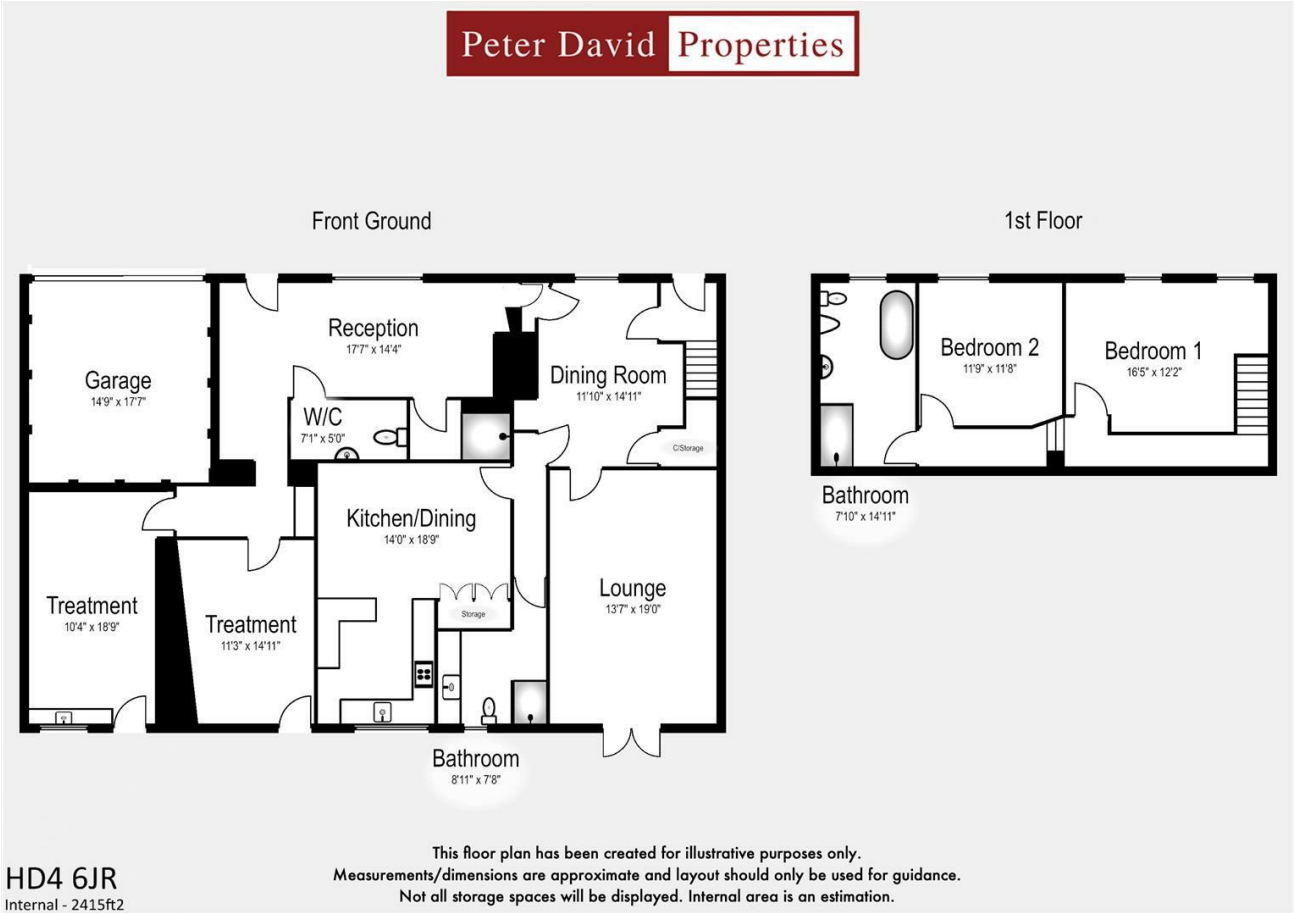 Peter David Properties
Front Ground
1st Floor
Reception
17'7" x 14'4"
Garage
14'9" x 17'7"
Dining Room
11'10" x 14'11"
W/C
7'1" x 5'0"
C/Storage
Kitchen/Dining
14'0" x 18'9"
Treatment
10'4" x 18'9"
Treatment
11'3" x 14'11"
Storage
Lounge
13'7" x 19'0"
Bathroom
8'11" x 7'8"
Bedroom 2
11'9" x 11'8"
Bedroom 1
16'5" x 12'2"
Bathroom
7'10" x 14'11"
This floor plan has been created for illustrative purposes only.
Measurements/dimensions are approximate and layout should only be used for guidance.
Not all storage spaces will be displayed. Internal area is an estimation.
HD4 6JR
Internal - 2415ft2